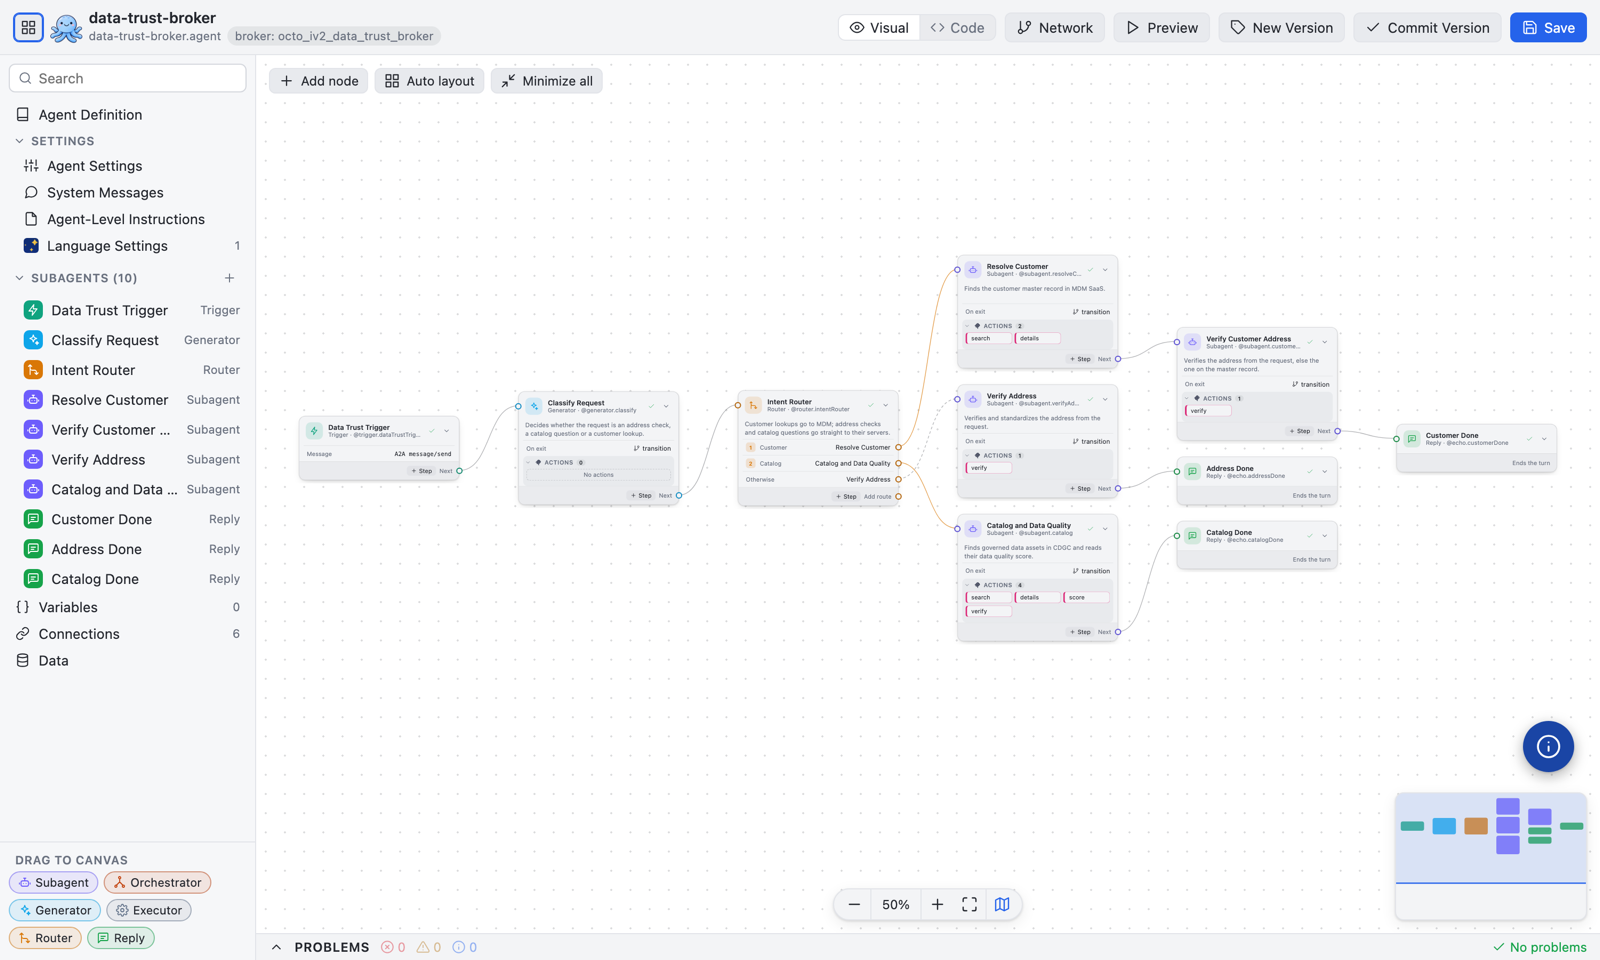 data-trust-broker
data-trust-broker.agent
broker: octo_iv2_data_trust_broker
Visual
Code
Network
Preview
New Version
Commit Version
Save
Search
Agent Definition
SETTINGS
Agent Settings
System Messages
Agent-Level Instructions
Language Settings 1
SUBAGENTS (10)
Data Trust Trigger Trigger
Classify Request Generator
Intent Router Router
Resolve Customer Subagent
Verify Customer ... Subagent
Verify Address Subagent
Catalog and Data ... Subagent
Customer Done Reply
Address Done Reply
Catalog Done Reply
Variables 0
Connections 6
Data
DRAG TO CANVAS
Subagent
Orchestrator
Generator
Executor
Router
Reply
Add node
Auto layout
Minimize all
Data Trust Trigger
Trigger · @trigger.dataTrustTrig...
Message A2A message/send
+ Step Next
Classify Request
Generator · @generator.classify
Decides whether the request is an address check,
a catalog question or a customer lookup.
On exit transition
ACTIONS 0
No actions
+ Step Next
Intent Router
Router · @router.intentRouter
Customer lookups go to MDM; address checks
and catalog questions go straight to their servers.
1 Customer Resolve Customer
2 Catalog Catalog and Data Quality
Otherwise Verify Address
+ Step Add route
Resolve Customer
Subagent · @subagent.resolveC...
Finds the customer master record in MDM SaaS.
On exit transition
ACTIONS 2
search details
+ Step Next
Verify Address
Subagent · @subagent.verifyAd...
Verifies and standardizes the address from the
request.
On exit transition
ACTIONS 1
verify
+ Step Next
Catalog and Data Quality
Subagent · @subagent.catalog
Finds governed data assets in CDGC and reads
their data quality score.
On exit transition
ACTIONS 4
search details score
verify
+ Step Next
Verify Customer Address
Subagent · @subagent.custome...
Verifies the address from the request, else the
one on the master record.
On exit transition
ACTIONS 1
verify
+ Step Next
Address Done
Reply · @echo.addressDone
Ends the turn
Catalog Done
Reply · @echo.catalogDone
Ends the turn
Customer Done
Reply · @echo.customerDone
Ends the turn
50%
PROBLEMS 0 0 0
No problems